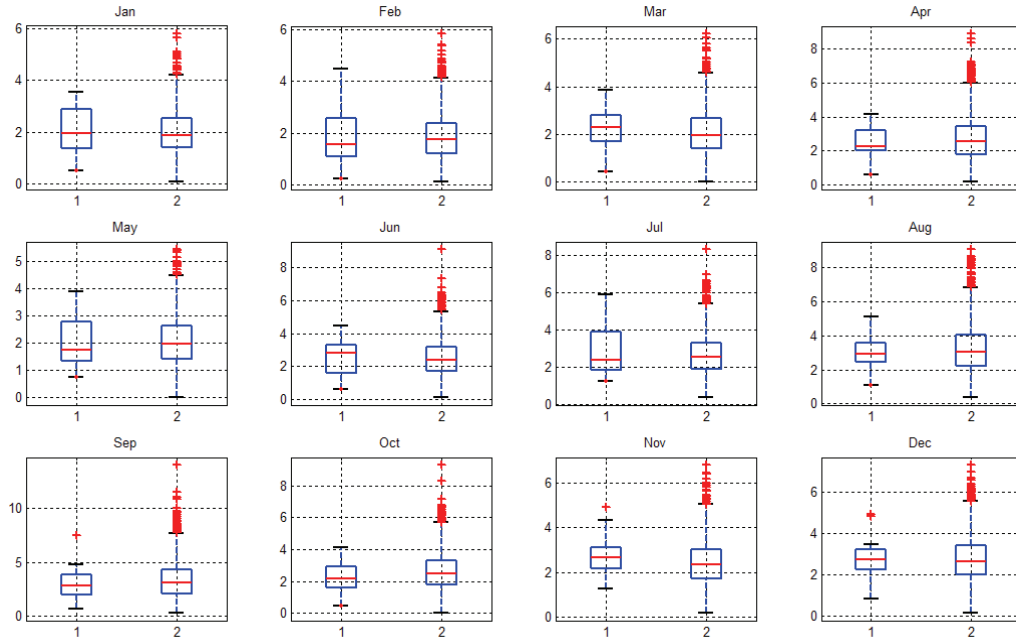 Jan Feb Mar Apr
6 6 6 8
4 4 4 6
2 2 2 4
0 0 0 2
0
1 2 1 2 1 2 1 2
May Jun Jul Aug
5 8 8 8
4 6 6 6
3 4 4 4
2 2 2 2
1 0 0 0
0
1 2 1 2 1 2 1 2
Sep Oct Nov Dec
10 8 6 6
5 6 4 4
0 4 2 2
2 0 0
0
1 2 1 2 1 2 1 2